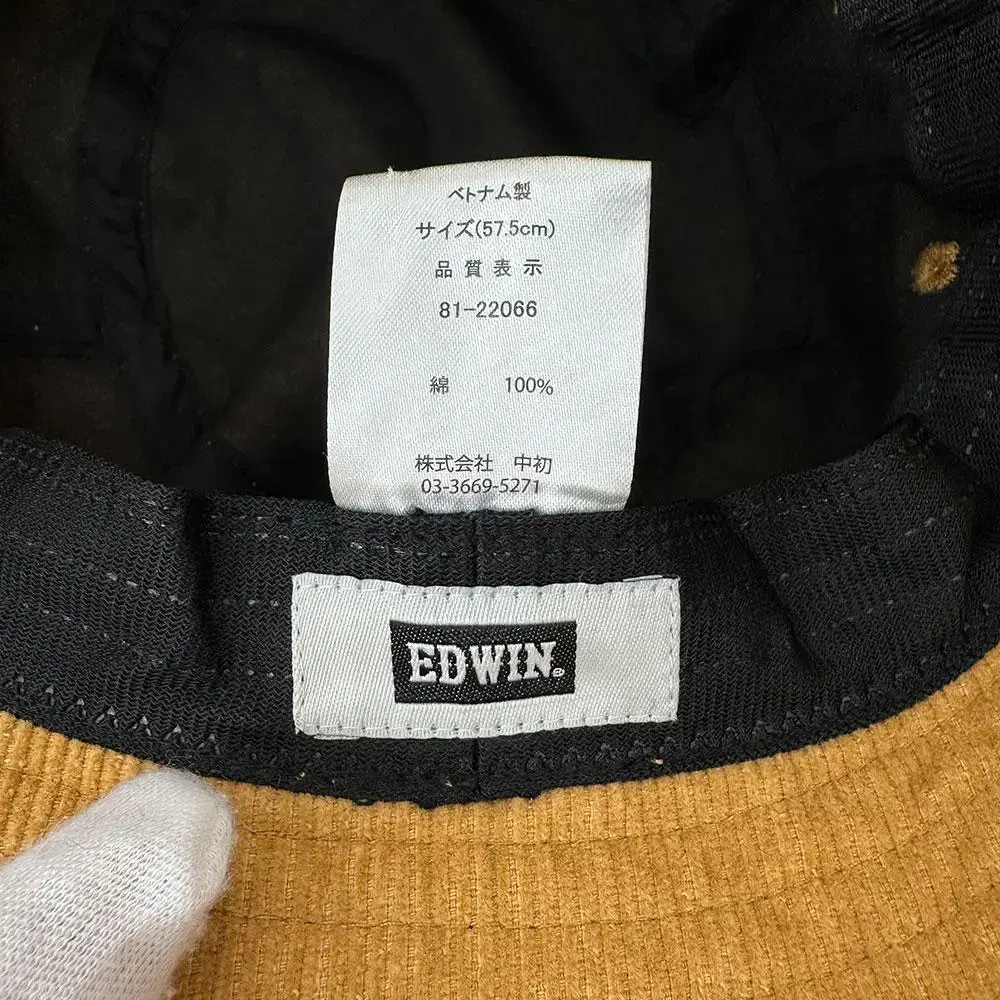 ベトナム製
サイズ(57.5cm)
品質表示
81-22066
綿 100%
株式会社 中初
03-3669-5271
EDWIN®